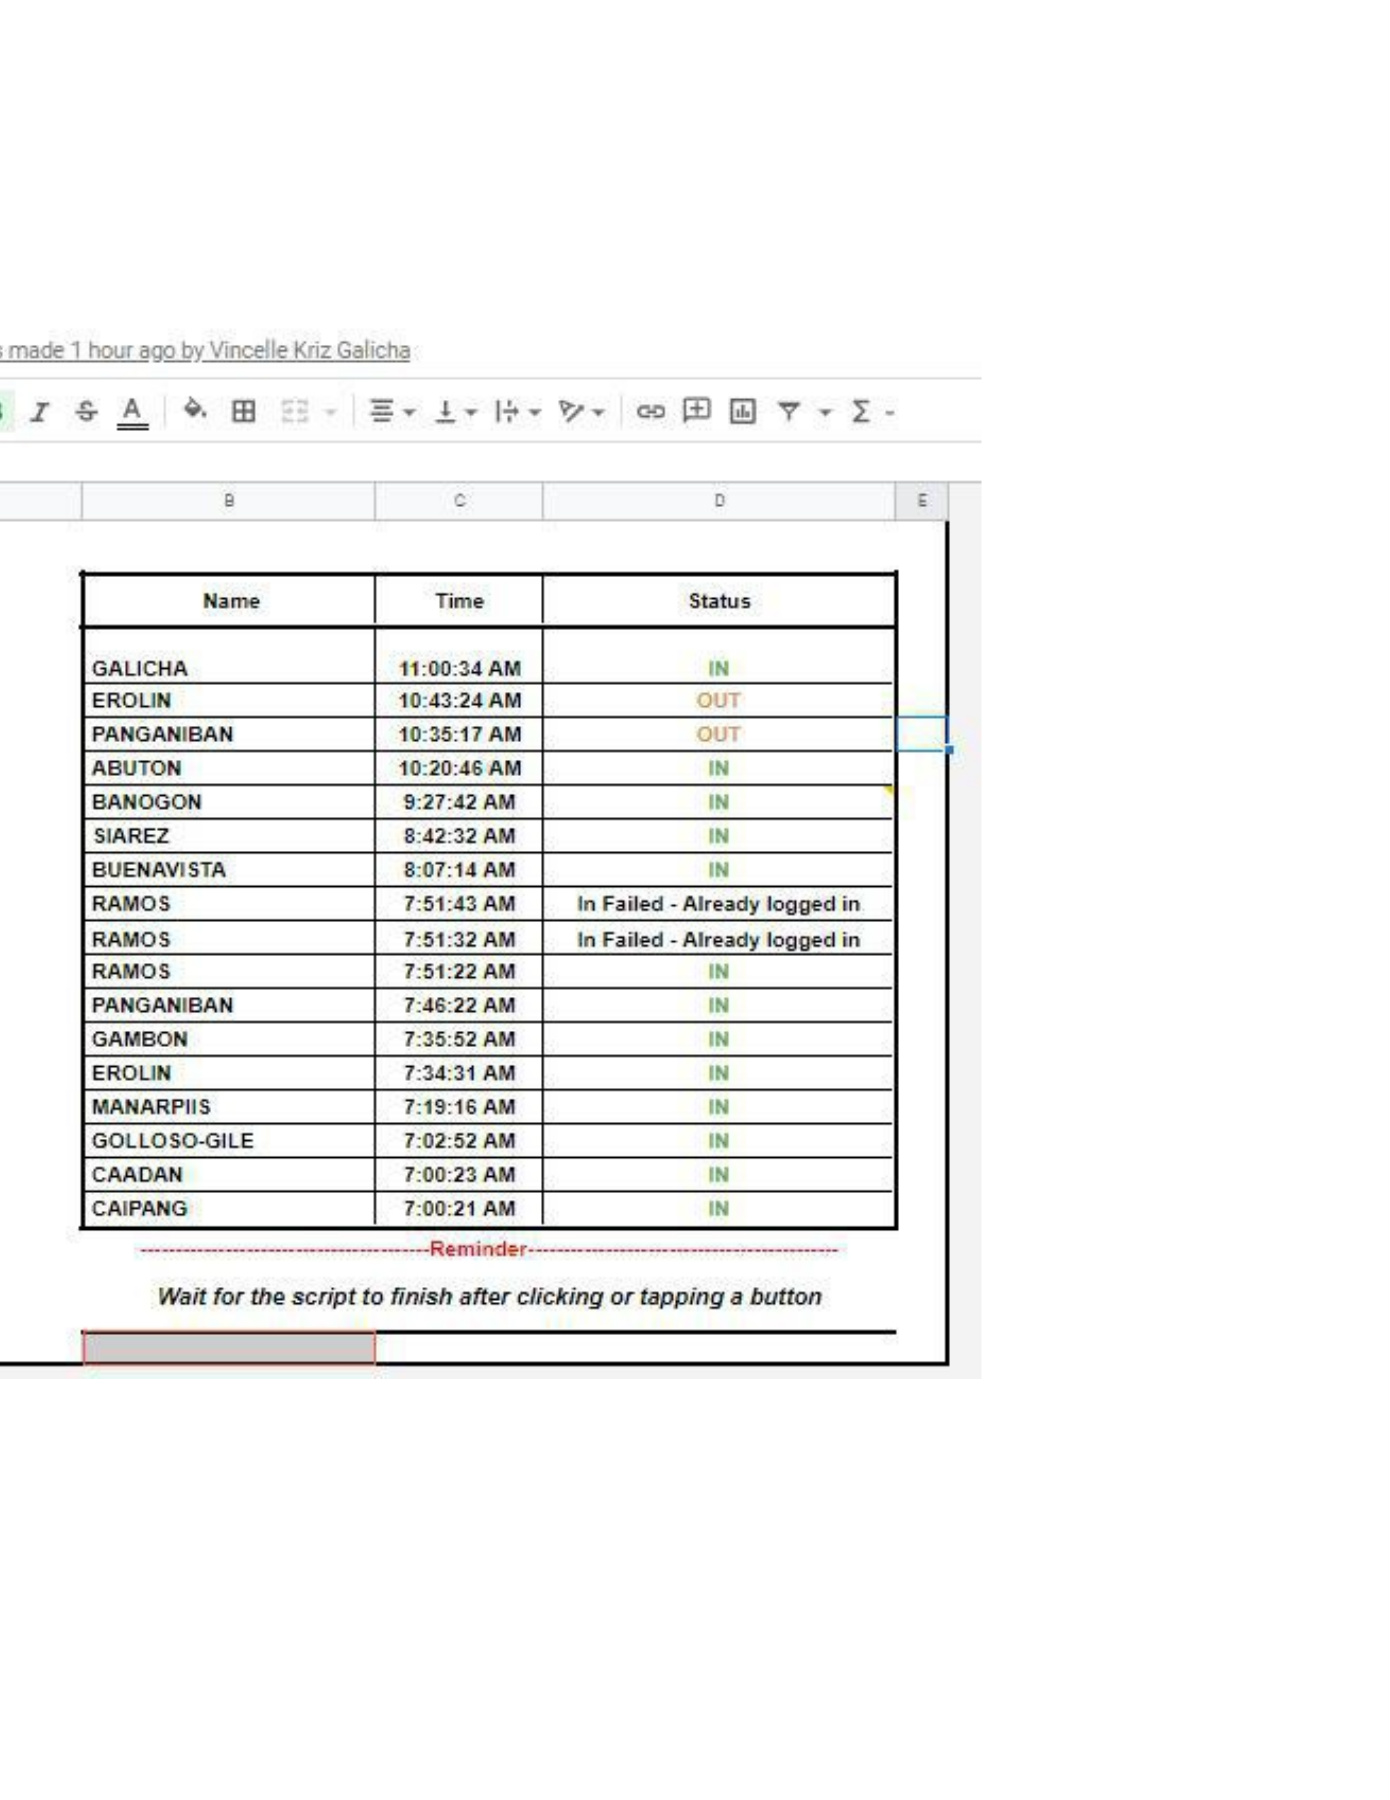 s made 1 hour ago by Vincelle Kriz Galicha
B C D E
Name Time Status
GALICHA 11:00:34 AM IN
EROLIN 10:43:24 AM OUT
PANGANIBAN 10:35:17 AM OUT
ABUTON 10:20:46 AM IN
BANOGON 9:27:42 AM IN
SIAREZ 8:42:32 AM IN
BUENAVISTA 8:07:14 AM IN
RAMOS 7:51:43 AM In Failed - Already logged in
RAMOS 7:51:32 AM In Failed - Already logged in
RAMOS 7:51:22 AM IN
PANGANIBAN 7:46:22 AM IN
GAMBON 7:35:52 AM IN
EROLIN 7:34:31 AM IN
MANARPIIS 7:19:16 AM IN
GOLLOSO-GILE 7:02:52 AM IN
CAADAN 7:00:23 AM IN
CAIPANG 7:00:21 AM IN
-----------------------------------------Reminder--------------------------------------------
Wait for the script to finish after clicking or tapping a button